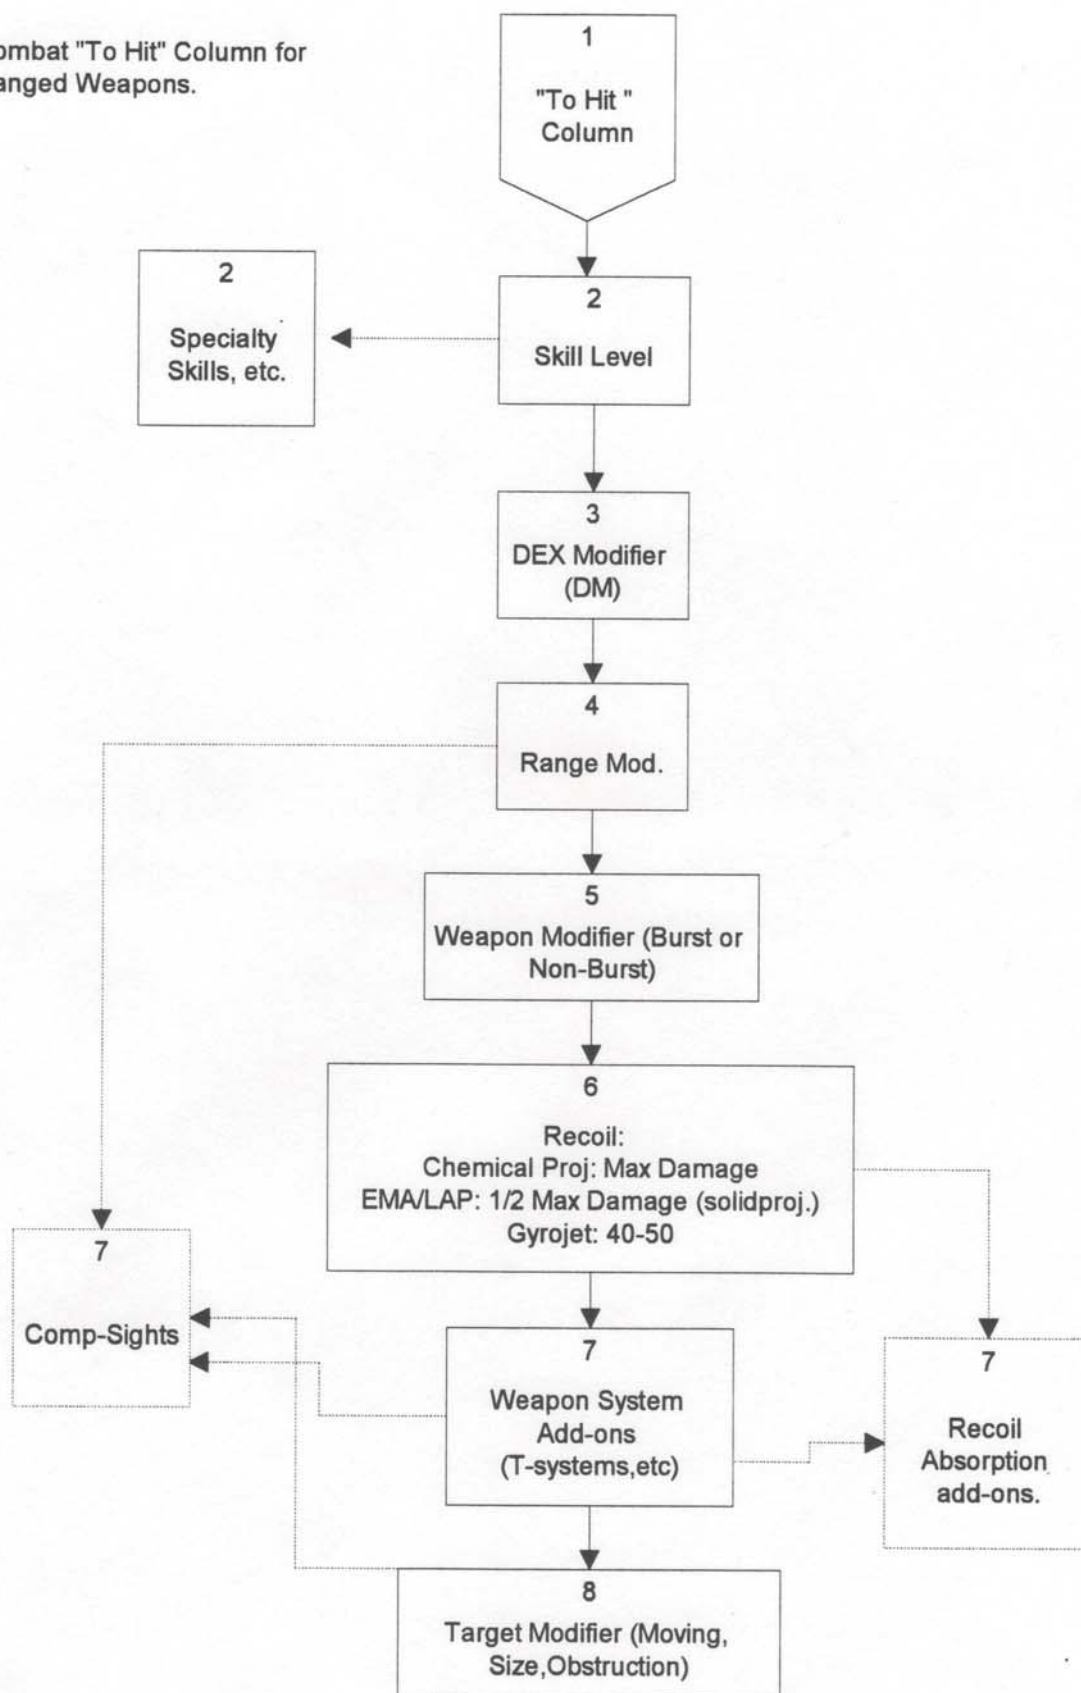 ombat "To Hit" Column for
anged Weapons.
1
"To Hit "
Column
2
Specialty
Skills, etc.
2
Skill Level
3
DEX Modifier
(DM)
4
Range Mod.
5
Weapon Modifier (Burst or
Non-Burst)
6
Recoil:
Chemical Proj: Max Damage
EMA/LAP: 1/2 Max Damage (solidproj.)
Gyrojet: 40-50
7
Comp-Sights
7
Weapon System
Add-ons
(T-systems,etc)
7
Recoil
Absorption
add-ons.
8
Target Modifier (Moving,
Size,Obstruction)